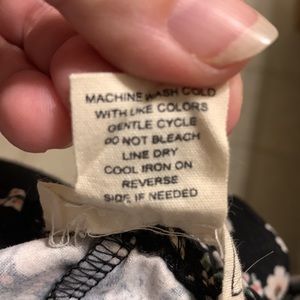 MACHINE WASH COLD
WITH LIKE COLORS
GENTLE CYCLE
DO NOT BLEACH
LINE DRY
COOL IRON ON
REVERSE
SIDE IF NEEDED